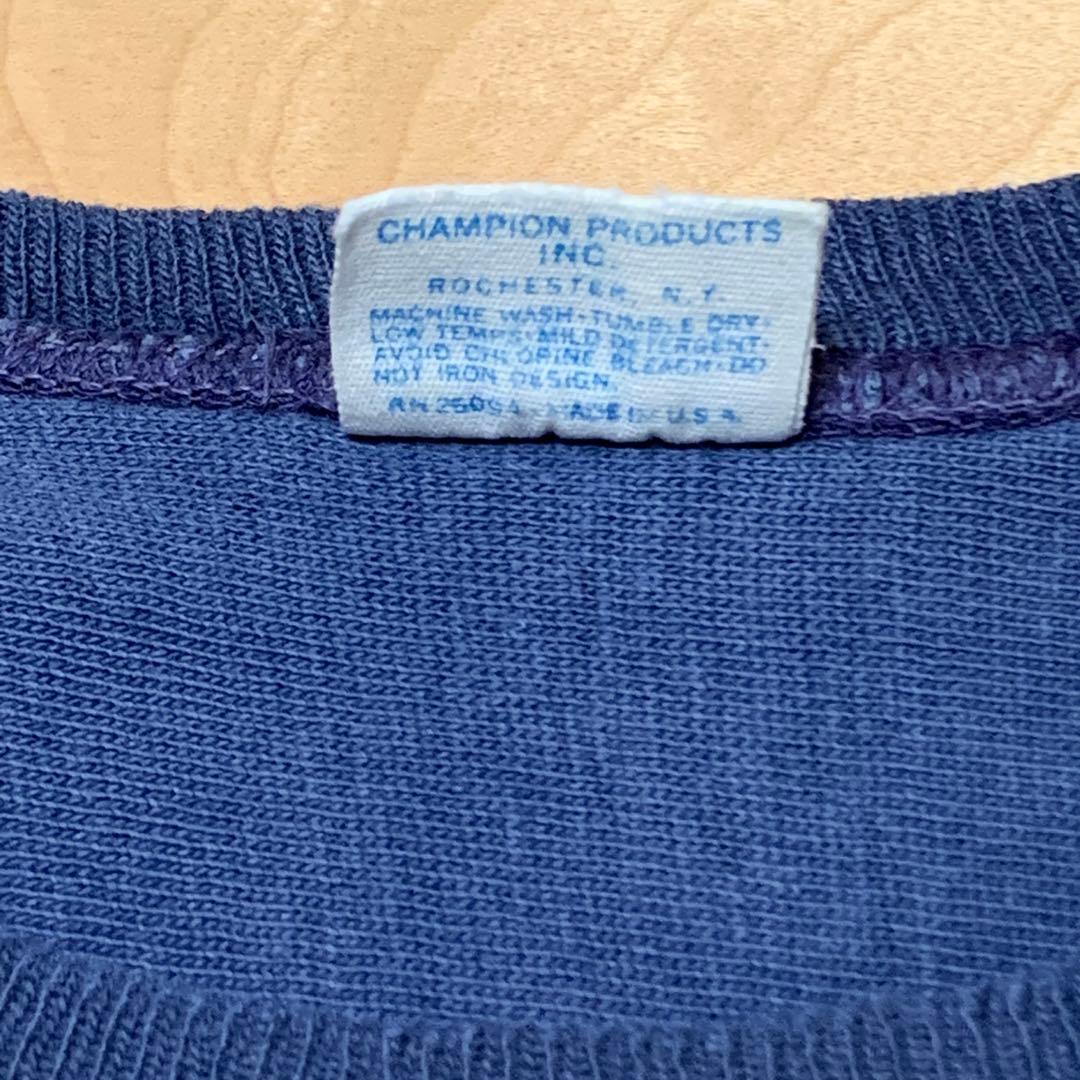 CHAMPION PRODUCTS
INC.
ROCHESTER, N.Y.
MACHINE WASH-TUMBLE DRY-
LOW TEMPS-MILD DETERGENT.
AVOID CHLORINE BLEACH-DO
NOT IRON DESIGN.
RN 26094 - MADE IN U.S.A.